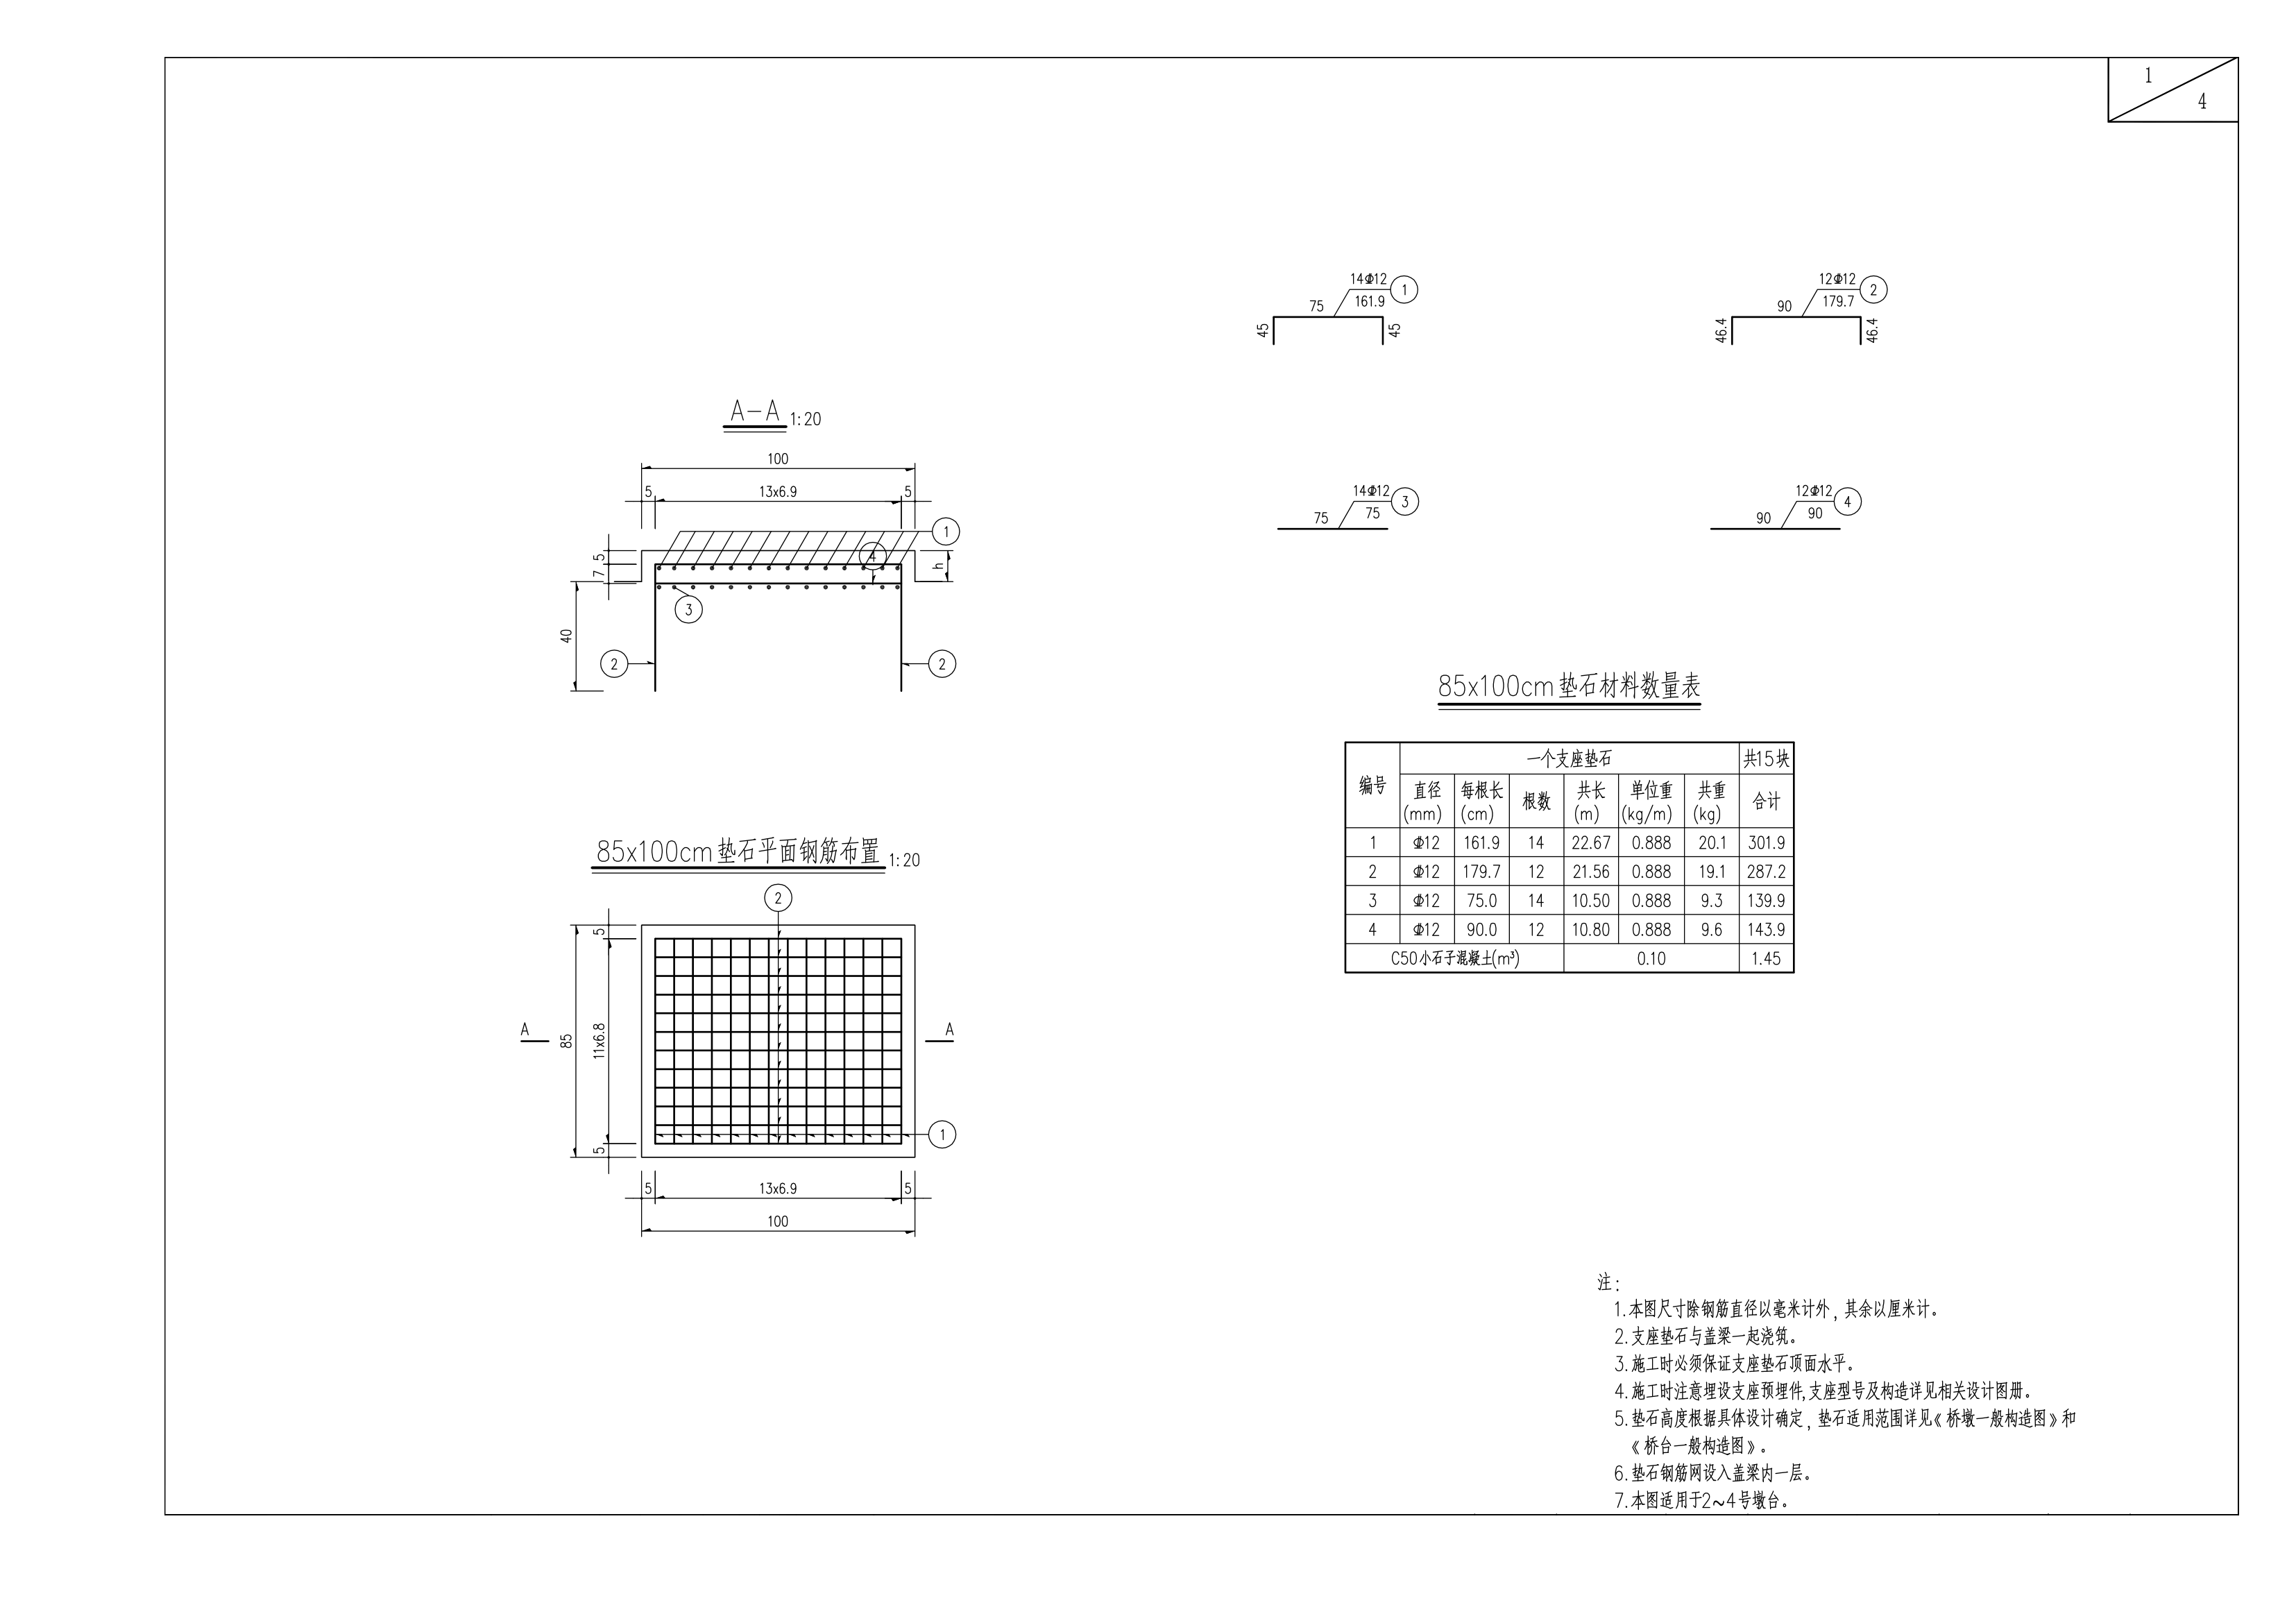 1
4
14Φ12
1
75
161.9
45
45
12Φ12
2
90
179.7
46.4
46.4
A-A 1:20
100
5
13x6.9
5
1
5
7
4
h
3
40
2
2
14Φ12
3
75
75
12Φ12
4
90
90
85x100cm垫石材料数量表
编号 一个支座垫石 共15块
直径(mm) 每根长(cm) 根数 共长(m) 单位重(kg/m) 共重(kg) 合计
1 Φ12 161.9 14 22.67 0.888 20.1 301.9
2 Φ12 179.7 12 21.56 0.888 19.1 287.2
3 Φ12 75.0 14 10.50 0.888 9.3 139.9
4 Φ12 90.0 12 10.80 0.888 9.6 143.9
C50小石子混凝土(m³) 0.10 1.45
85x100cm垫石平面钢筋布置 1:20
2
5
A
85
11x6.8
A
1
5
5
13x6.9
5
100
注:
1.本图尺寸除钢筋直径以毫米计外,其余以厘米计。
2.支座垫石与盖梁一起浇筑。
3.施工时必须保证支座垫石顶面水平。
4.施工时注意埋设支座预埋件,支座型号及构造详见相关设计图册。
5.垫石高度根据具体设计确定,垫石适用范围详见《桥墩一般构造图》和
《桥台一般构造图》。
6.垫石钢筋网设入盖梁内一层。
7.本图适用于2~4号墩台。